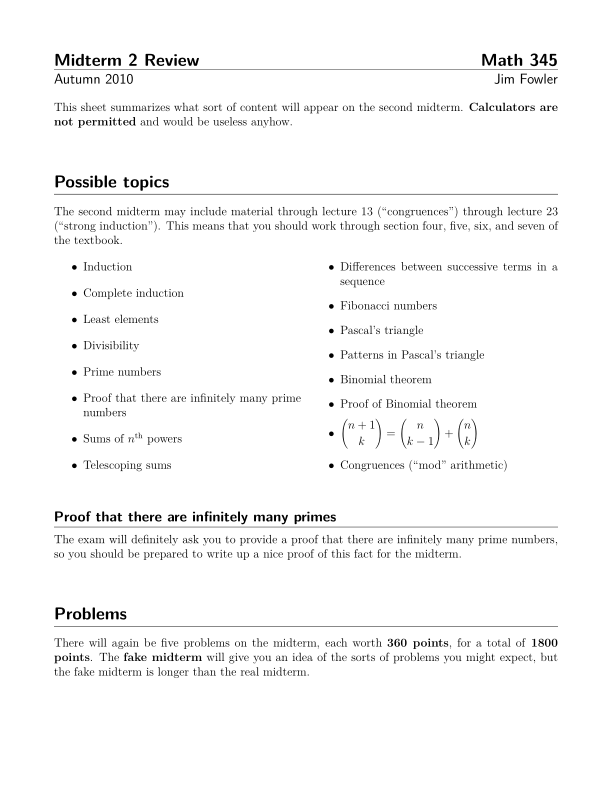 Midterm 2 Review Math 345
Autumn 2010 Jim Fowler
This sheet summarizes what sort of content will appear on the second midterm. Calculators are
not permitted and would be useless anyhow.
Possible topics
The second midterm may include material through lecture 13 (“congruences”) through lecture 23
(“strong induction”). This means that you should work through section four, five, six, and seven of
the textbook.
• Induction
• Complete induction
• Least elements
• Divisibility
• Prime numbers
• Proof that there are infinitely many prime
numbers
• Sums of nᵗʰ powers
• Telescoping sums
• Differences between successive terms in a
sequence
• Fibonacci numbers
• Pascal’s triangle
• Patterns in Pascal’s triangle
• Binomial theorem
• Proof of Binomial theorem
• \binom{n+1}{k} = \binom{n}{k-1} + \binom{n}{k}
• Congruences (“mod” arithmetic)
Proof that there are infinitely many primes
The exam will definitely ask you to provide a proof that there are infinitely many prime numbers,
so you should be prepared to write up a nice proof of this fact for the midterm.
Problems
There will again be five problems on the midterm, each worth 360 points, for a total of 1800
points. The fake midterm will give you an idea of the sorts of problems you might expect, but
the fake midterm is longer than the real midterm.